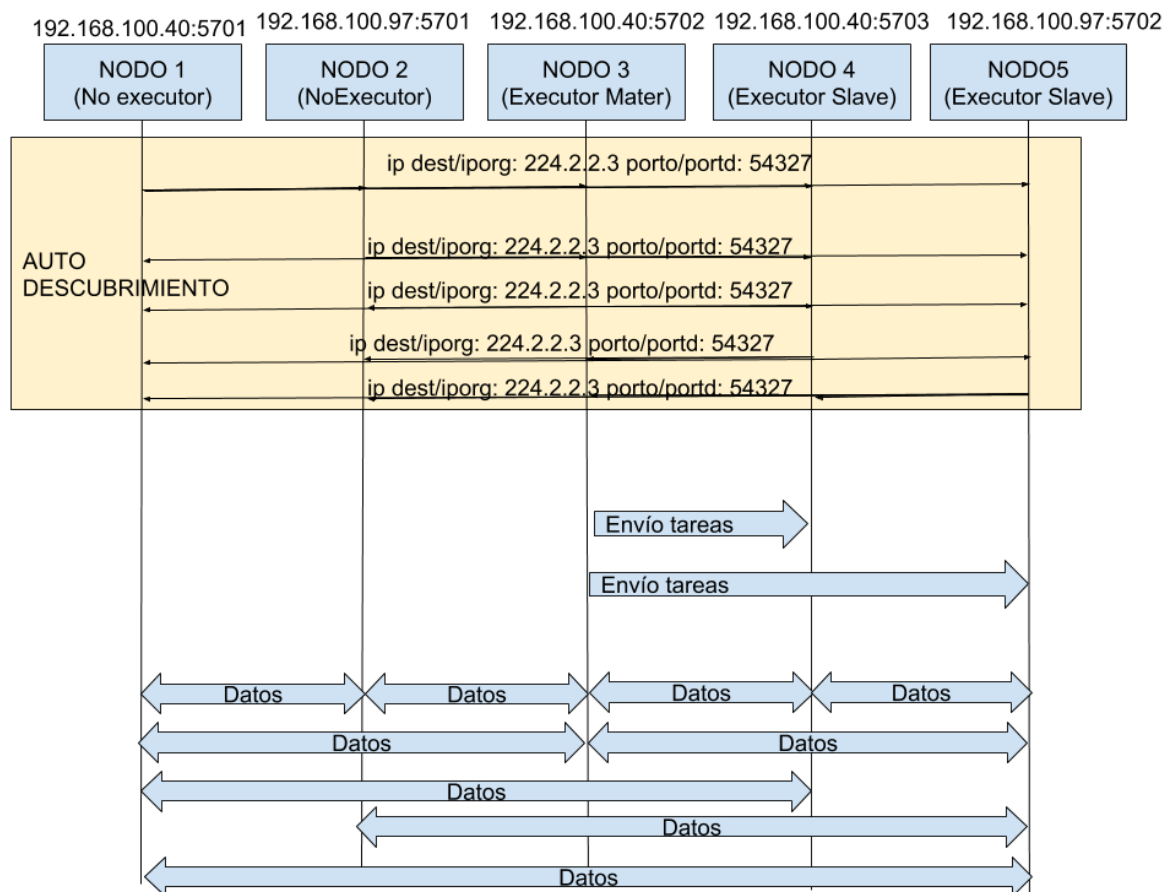 192.168.100.40:5701
192.168.100.97:5701
192.168.100.40:5702
192.168.100.40:5703
192.168.100.97:5702
NODO 1
(No executor)
NODO 2
(NoExecutor)
NODO 3
(Executor Mater)
NODO 4
(Executor Slave)
NODO5
(Executor Slave)
ip dest/iporg: 224.2.2.3 porto/portd: 54327
AUTO
DESCUBRIMIENTO
ip dest/iporg: 224.2.2.3 porto/portd: 54327
ip dest/iporg: 224.2.2.3 porto/portd: 54327
ip dest/iporg: 224.2.2.3 porto/portd: 54327
ip dest/iporg: 224.2.2.3 porto/portd: 54327
Envío tareas
Envío tareas
Datos
Datos
Datos
Datos
Datos
Datos
Datos
Datos
Datos